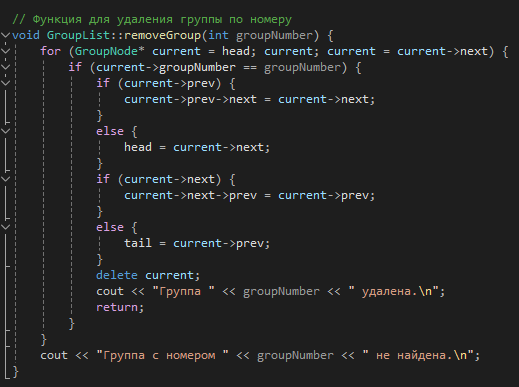 // Функция для удаления группы по номеру
void GroupList::removeGroup(int groupNumber) {
    for (GroupNode* current = head; current; current = current->next) {
        if (current->groupNumber == groupNumber) {
            if (current->prev) {
                current->prev->next = current->next;
            }
            else {
                head = current->next;
            }
            if (current->next) {
                current->next->prev = current->prev;
            }
            else {
                tail = current->prev;
            }
            delete current;
            cout << "Группа " << groupNumber << " удалена.\n";
            return;
        }
    }
    cout << "Группа с номером " << groupNumber << " не найдена.\n";
}